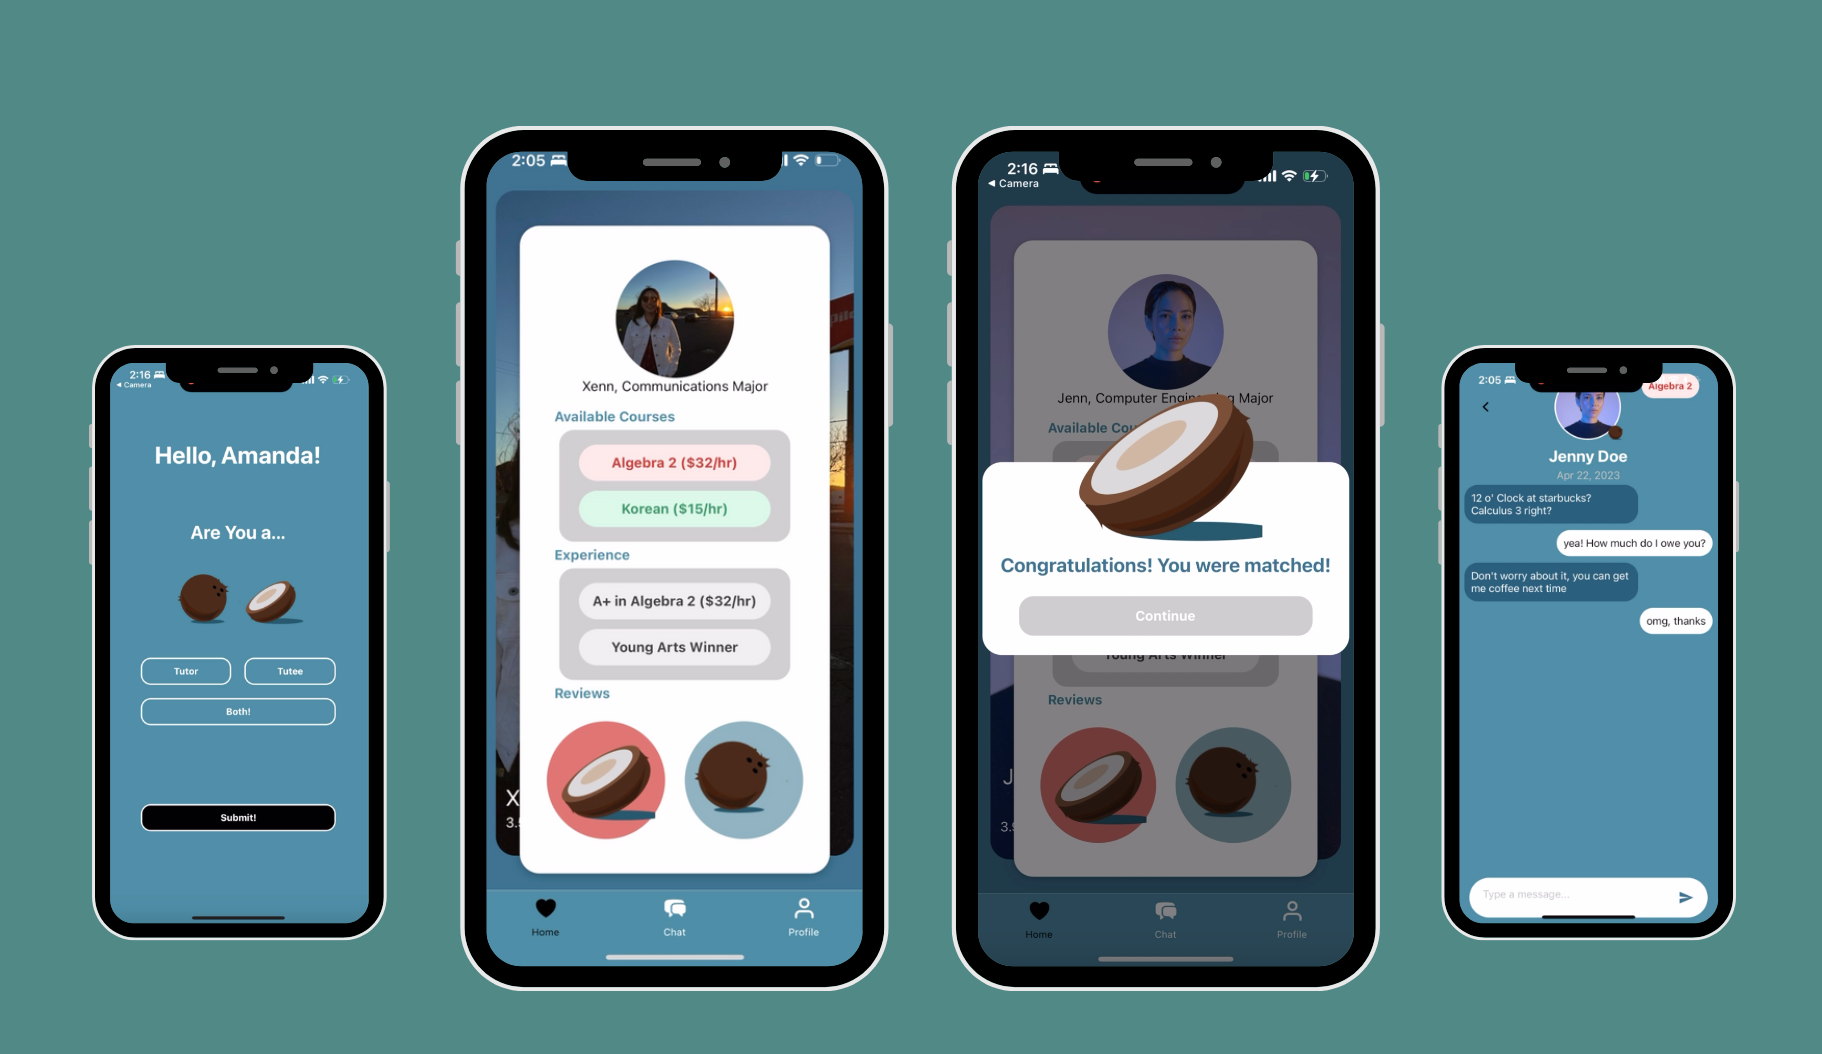 2:16
Camera
Hello, Amanda!
Are You a...
Tutor
Tutee
Both!
Submit!
2:05
Xenn, Communications Major
Available Courses
Algebra 2 ($32/hr)
Korean ($15/hr)
Experience
A+ in Algebra 2 ($32/hr)
Young Arts Winner
Reviews
X
3.
Home
Chat
Profile
2:16
Camera
Jenn, Computer Major
Available
Congratulations! You were matched!
Continue
Young Arts Winner
Reviews
J
3.
Home
Chat
Profile
2:05
Algebra 2
Jenny Doe
Apr 22, 2023
12 o' Clock at starbucks?
Calculus 3 right?
yea! How much do I owe you?
Don't worry about it, you can get
me coffee next time
omg, thanks
Type a message...